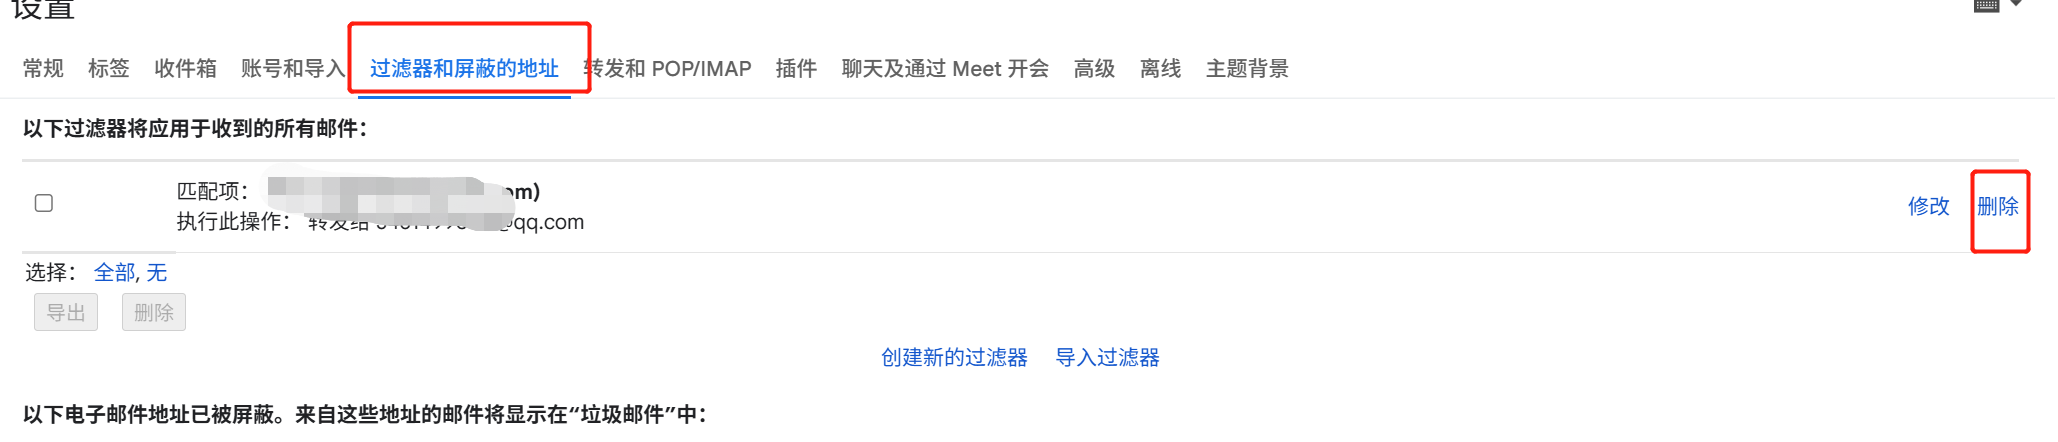 设置
常规 标签 收件箱 账号和导入 过滤器和屏蔽的地址 转发和 POP/IMAP 插件 聊天及通过 Meet 开会 高级 离线 主题背景
以下过滤器将应用于收到的所有邮件：
匹配项： om)
执行此操作： 转发给 @qq.com
修改 删除
选择： 全部, 无
导出 删除
创建新的过滤器 导入过滤器
以下电子邮件地址已被屏蔽。来自这些地址的邮件将显示在“垃圾邮件”中：